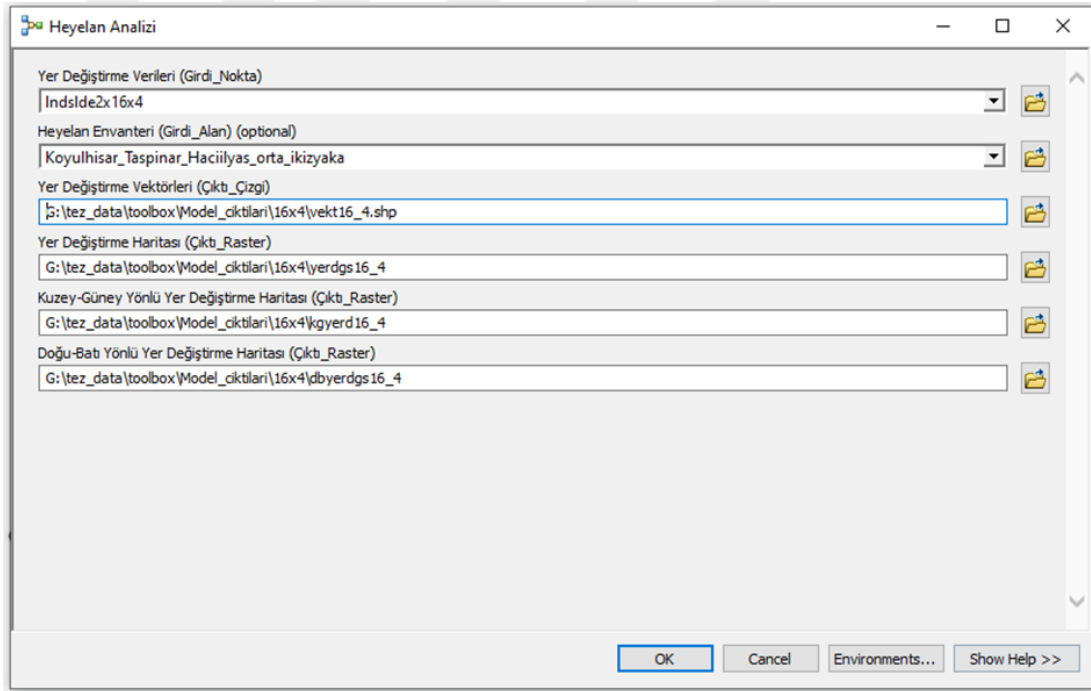 Heyelan Analizi
Yer Değiştirme Verileri (Girdi_Nokta)
lndslde2x16x4
Heyelan Envanteri (Girdi_Alan) (optional)
Koyulhisar_Taspinar_Haciilyas_orta_ikizyaka
Yer Değiştirme Vektörleri (Çıktı_Çizgi)
G:\tez_data\toolbox\Model_ciktilari\16x4\vekt16_4.shp
Yer Değiştirme Haritası (Çıktı_Raster)
G:\tez_data\toolbox\Model_ciktilari\16x4\yerdgs16_4
Kuzey-Güney Yönlü Yer Değiştirme Haritası (Çıktı_Raster)
G:\tez_data\toolbox\Model_ciktilari\16x4\kgyerd16_4
Doğu-Batı Yönlü Yer Değiştirme Haritası (Çıktı_Raster)
G:\tez_data\toolbox\Model_ciktilari\16x4\dbyerdgs16_4
OK Cancel Environments... Show Help >>